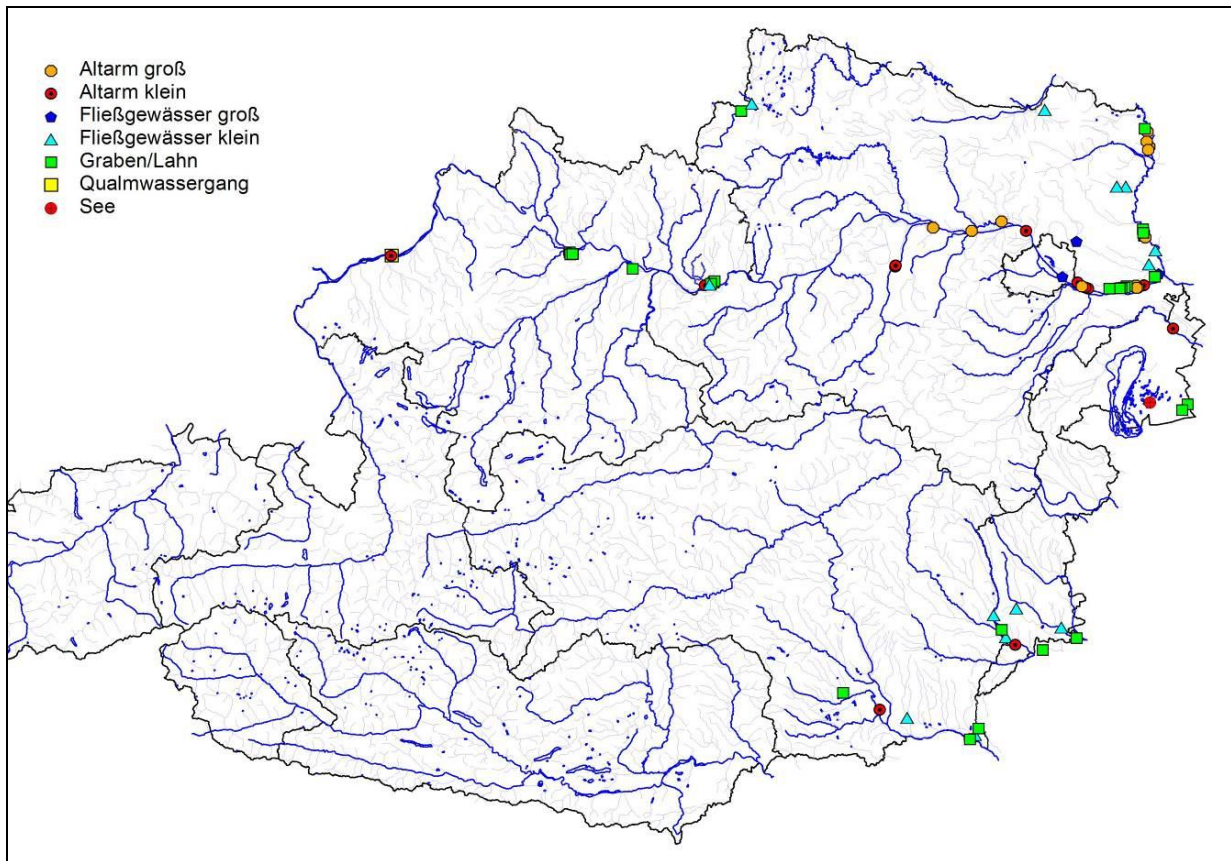 Altarm groß
Altarm klein
Fließgewässer groß
Fließgewässer klein
Graben/Lahn
Qualmwassergang
See